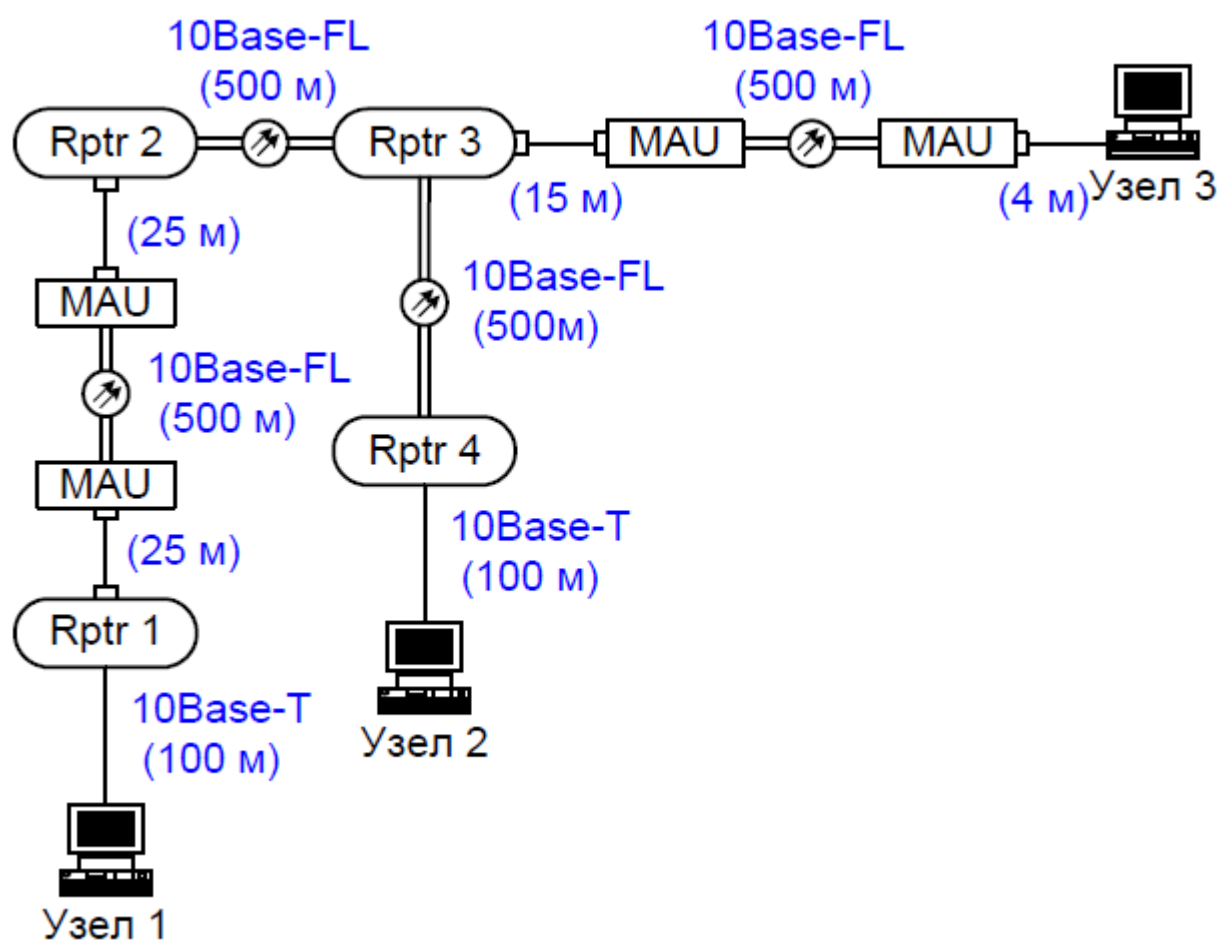 10Base-FL
(500 м)
10Base-FL
(500 м)
Rptr 2
Rptr 3
MAU
MAU
(15 м)
(4 м)
Узел 3
(25 м)
MAU
10Base-FL
(500м)
10Base-FL
(500 м)
Rptr 4
MAU
(25 м)
10Base-T
(100 м)
Rptr 1
10Base-T
(100 м)
Узел 2
Узел 1